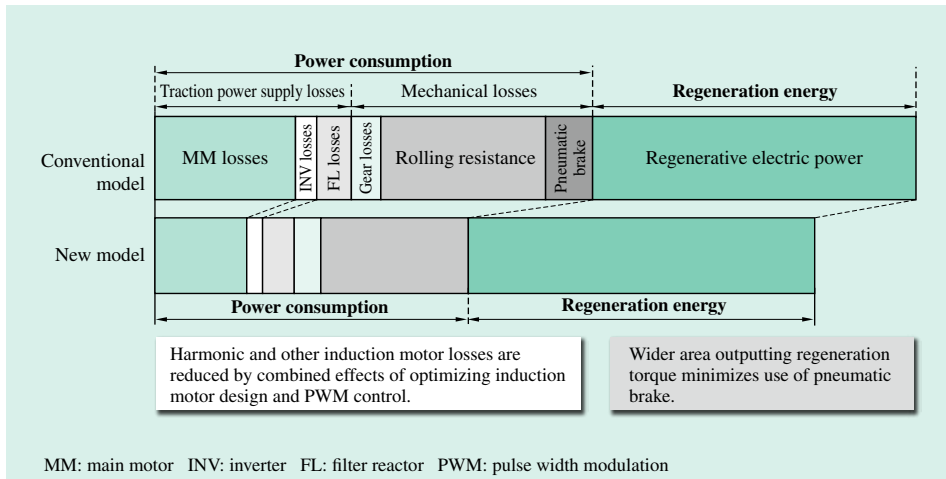 Power consumption
Traction power supply losses
Mechanical losses
Regeneration energy
Conventional
model
MM losses
INV losses
FL losses
Gear losses
Rolling resistance
Pneumatic
brake
Regenerative electric power
New model
Power consumption
Regeneration energy
Harmonic and other induction motor losses are
reduced by combined effects of optimizing induction
motor design and PWM control.
Wider area outputting regeneration
torque minimizes use of pneumatic
brake.
MM: main motor INV: inverter FL: filter reactor PWM: pulse width modulation